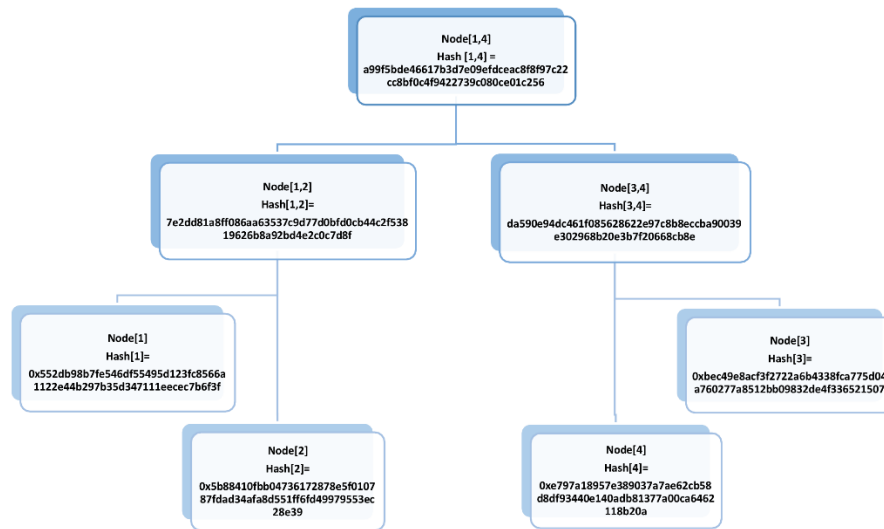 Node[1,4]
Hash [1,4] =
a99f5bde46617b3d7e09efdceac8f8f97c22
cc8bf0c4f9422739c080ce01c256
Node[1,2]
Hash[1,2]=
7e2dd81a8ff086aa63537c9d77d0bfd0cb44c2f538
19626b8a92bd4e2c0c7d8f
Node[3,4]
Hash[3,4]=
da590e94dc461f085628622e97c8b8eccba90039
e302968b20e3b7f20668cb8e
Node[1]
Hash[1]=
0x552db98b7fe546df55495d123fc8566a
1122e44b297b35d347111eecec7b6f3f
Node[3]
Hash[3]=
0xbec49e8acf3f2722a6b4338fca775d04
a760277a8512bb09832de4f336521507
Node[2]
Hash[2]=
0x5b88410fbb04736172878e5f0107
87fdad34afa8d551ff6fd49979553ec
28e39
Node[4]
Hash[4]=
0xe797a18957e389037a7ae62cb58
d8df93440e140adb81377a00ca6462
118b20a